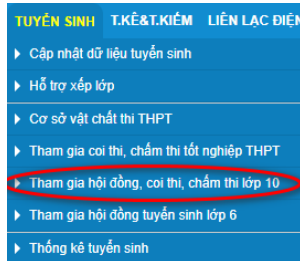 TUYỂN SINH T.KÊ&T.KIẾM LIÊN LẠC ĐIỆN
Cập nhật dữ liệu tuyển sinh
Hỗ trợ xếp lớp
Cơ sở vật chất thi THPT
Tham gia coi thi, chấm thi tốt nghiệp THPT
Tham gia hội đồng, coi thi, chấm thi lớp 10
Tham gia hội đồng tuyển sinh lớp 6
Thống kê tuyển sinh